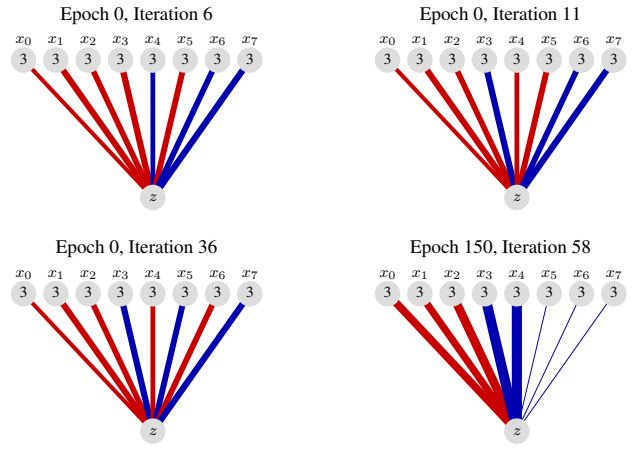 Epoch 0, Iteration 6
x₀ x₁ x₂ x₃ x₄ x₅ x₆ x₇
3 3 3 3 3 3 3 3
z
Epoch 0, Iteration 11
x₀ x₁ x₂ x₃ x₄ x₅ x₆ x₇
3 3 3 3 3 3 3 3
z
Epoch 0, Iteration 36
x₀ x₁ x₂ x₃ x₄ x₅ x₆ x₇
3 3 3 3 3 3 3 3
z
Epoch 150, Iteration 58
x₀ x₁ x₂ x₃ x₄ x₅ x₆ x₇
3 3 3 3 3 3 3 3
z